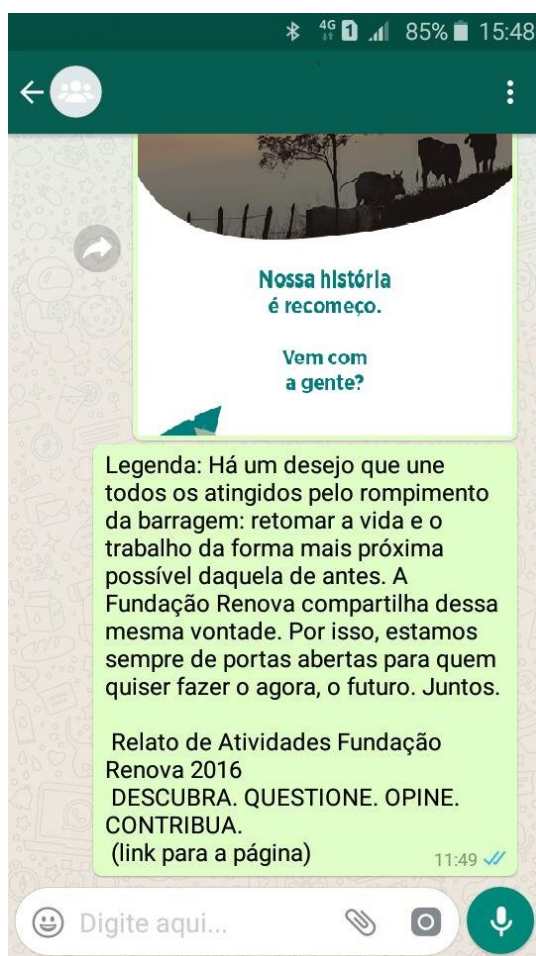 4G 1 85% 15:48
Nossa história
é recomeço.
Vem com
a gente?
Legenda: Há um desejo que une
todos os atingidos pelo rompimento
da barragem: retomar a vida e o
trabalho da forma mais próxima
possível daquela de antes. A
Fundação Renova compartilha dessa
mesma vontade. Por isso, estamos
sempre de portas abertas para quem
quiser fazer o agora, o futuro. Juntos.
Relato de Atividades Fundação
Renova 2016
DESCUBRA. QUESTIONE. OPINE.
CONTRIBUA.
(link para a página)
11:49
Digite aqui...